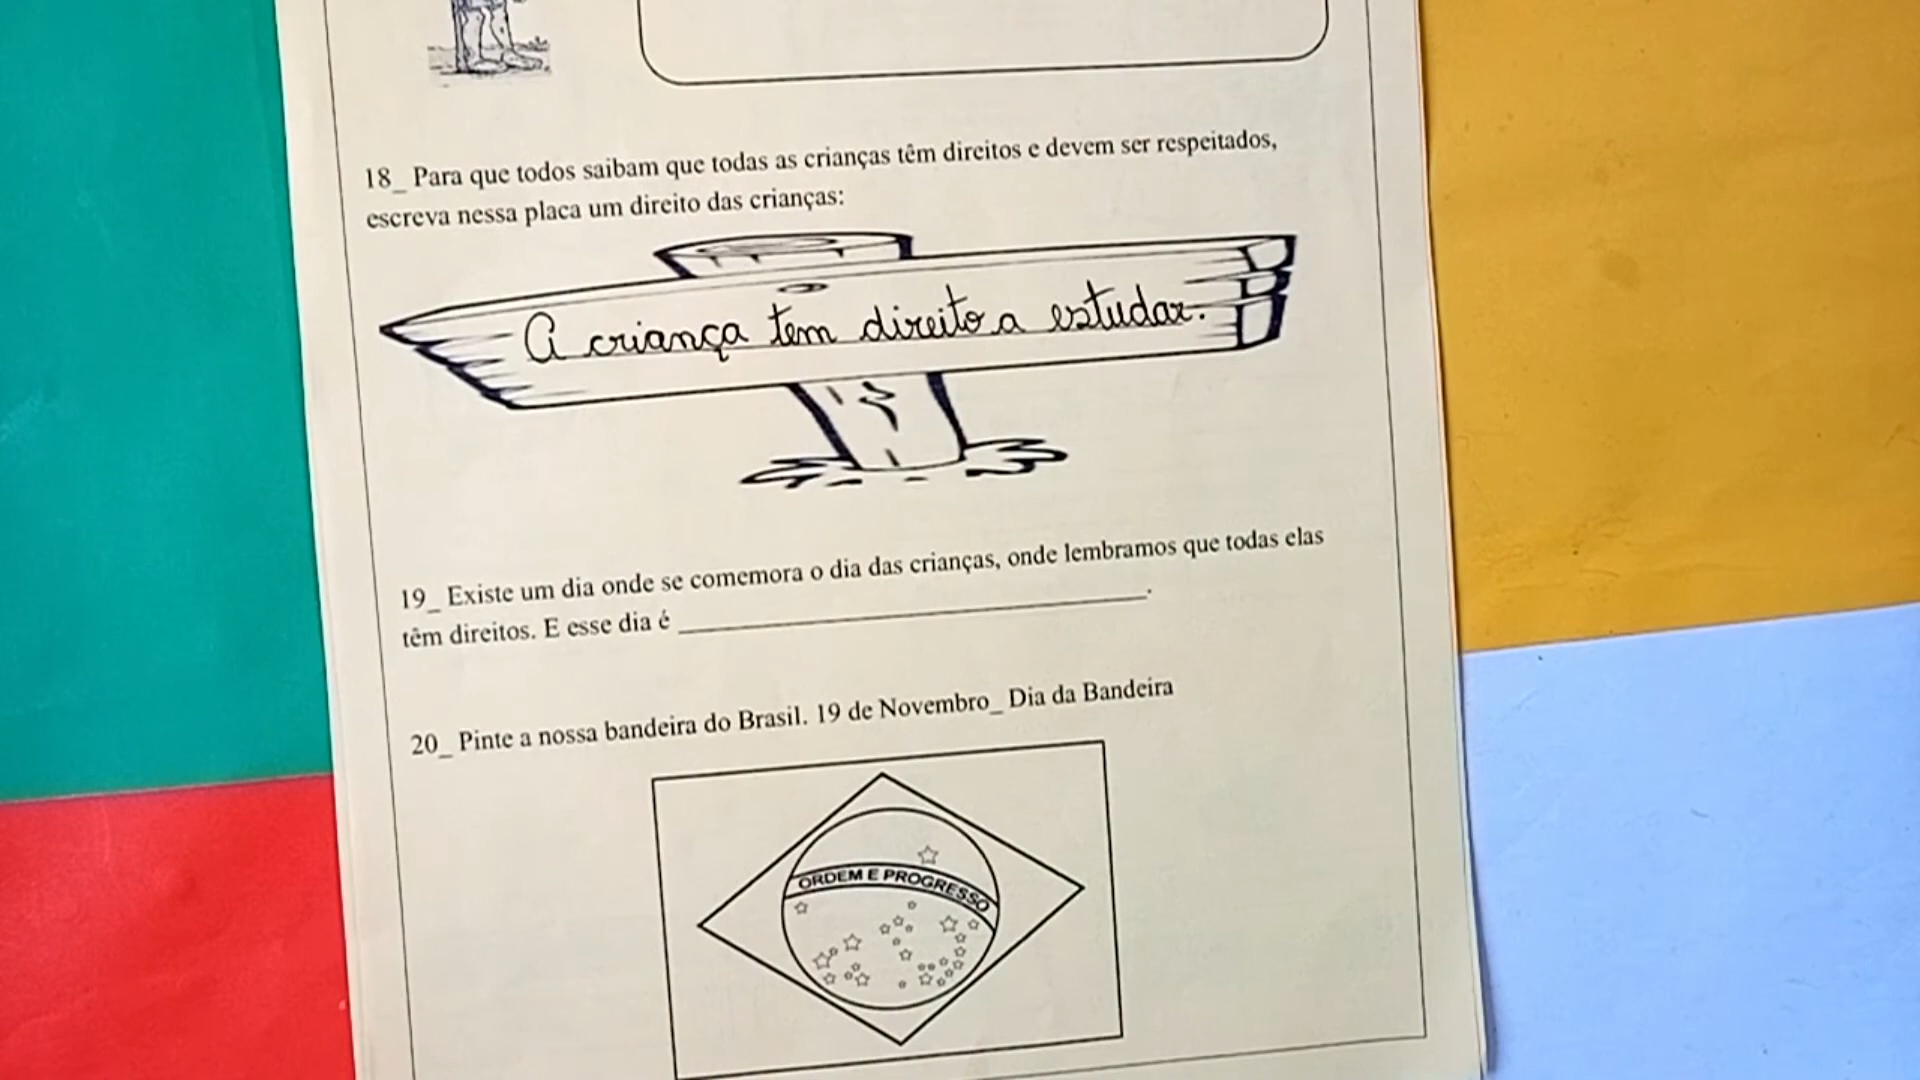 18_ Para que todos saibam que todas as crianças têm direitos e devem ser respeitados,
escreva nessa placa um direito das crianças:
A criança tem direito a estudar.
19_ Existe um dia onde se comemora o dia das crianças, onde lembramos que todas elas
têm direitos. E esse dia é ____________________.
20_ Pinte a nossa bandeira do Brasil. 19 de Novembro_ Dia da Bandeira
ORDEM E PROGRESSO